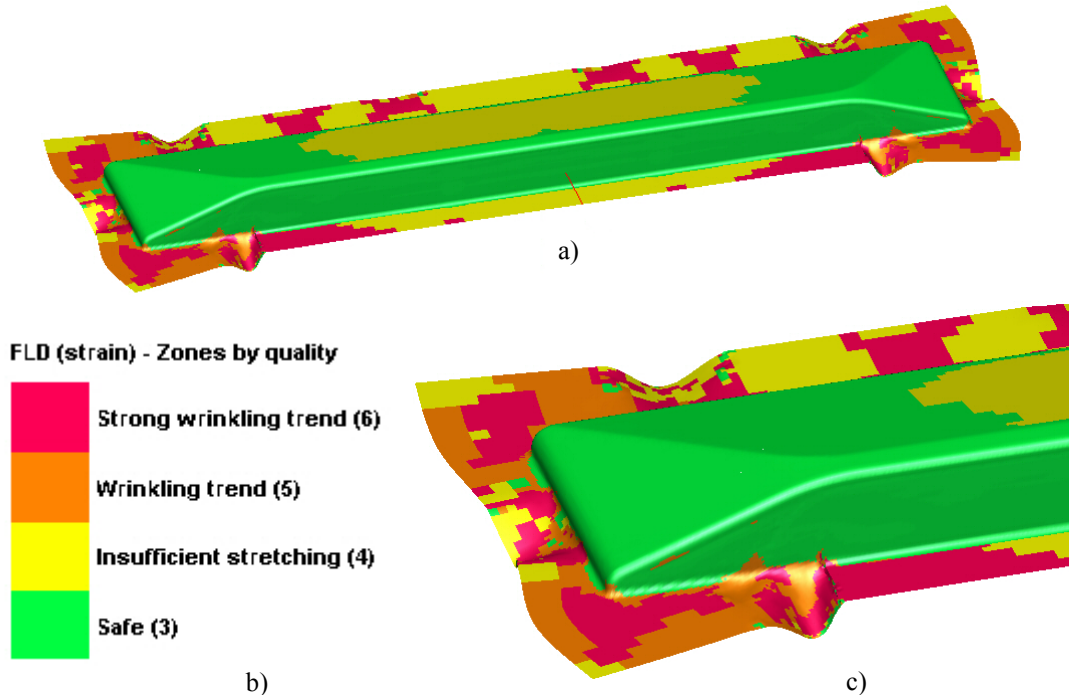 a)
FLD (strain) - Zones by quality
Strong wrinkling trend (6)
Wrinkling trend (5)
Insufficient stretching (4)
Safe (3)
b)
c)